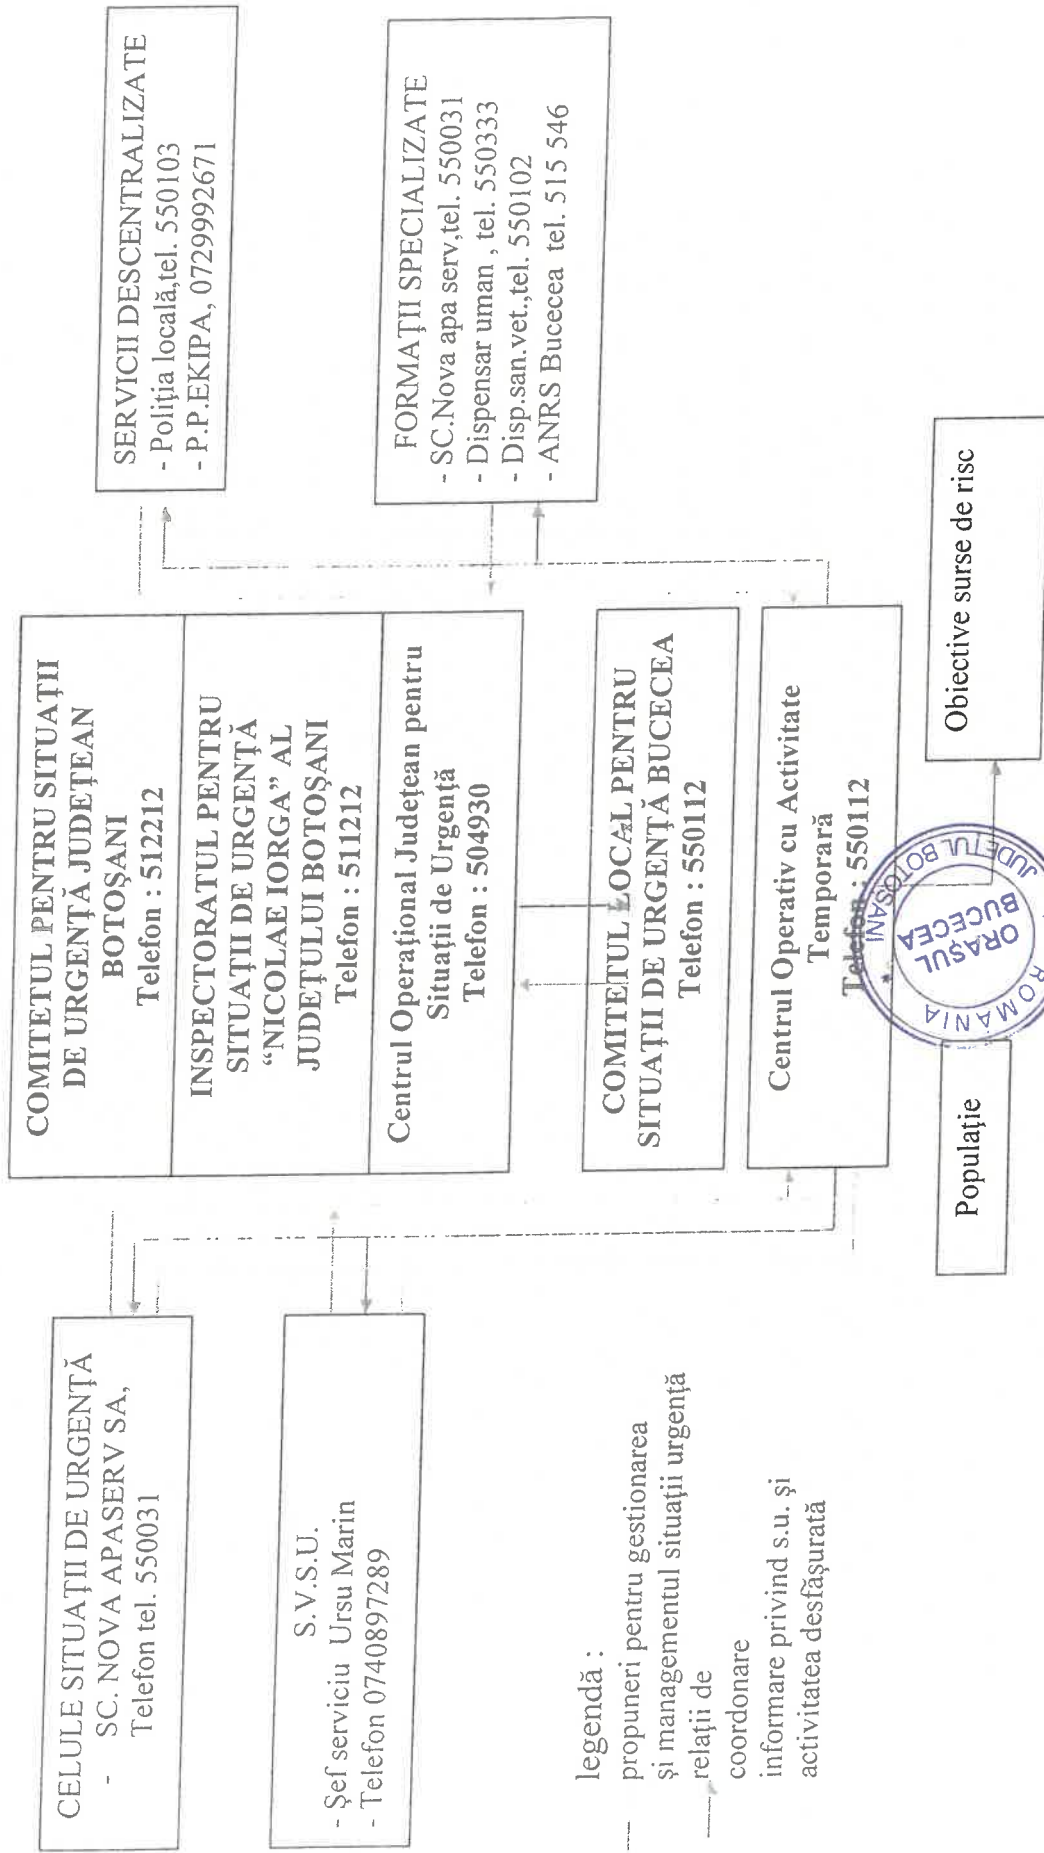 CELULE SITUAȚII DE URGENȚĂ
- SC. NOVA APASERV SA,
Telefon tel. 550031
S.V.S.U.
- Șef serviciu Ursu Marin
- Telefon 0740897289
legendă :
propuneri pentru gestionarea
și managementul situații urgență
relații de
coordonare
informare privind s.u. și
activitatea desfășurată
COMITETUL PENTRU SITUAȚII
DE URGENȚĂ JUDEȚEAN
BOTOȘANI
Telefon : 512212
INSPECTORATUL PENTRU
SITUAȚII DE URGENȚĂ
“NICOLAE IORGA” AL
JUDEȚULUI BOTOȘANI
Telefon : 511212
Centrul Operațional Județean pentru
Situații de Urgență
Telefon : 504930
COMITETUL LOCAL PENTRU
SITUAȚII DE URGENȚĂ BUCECEA
Telefon : 550112
Centrul Operativ cu Activitate
Temporară
Telefon : 550112
Populație
ROMANIA
JUDEȚUL BOTOȘANI
*
ORAȘUL
BUCECEA
SERVICII DESCENTRALIZATE
- Poliția locală,tel. 550103
- P.P.EKIPA, 0729992671
FORMAȚII SPECIALIZATE
- SC.Nova apa serv,tel. 550031
- Dispensar uman , tel. 550333
- Disp.san.vet.,tel. 550102
- ANRS Bucecea tel. 515 546
Obiective surse de risc